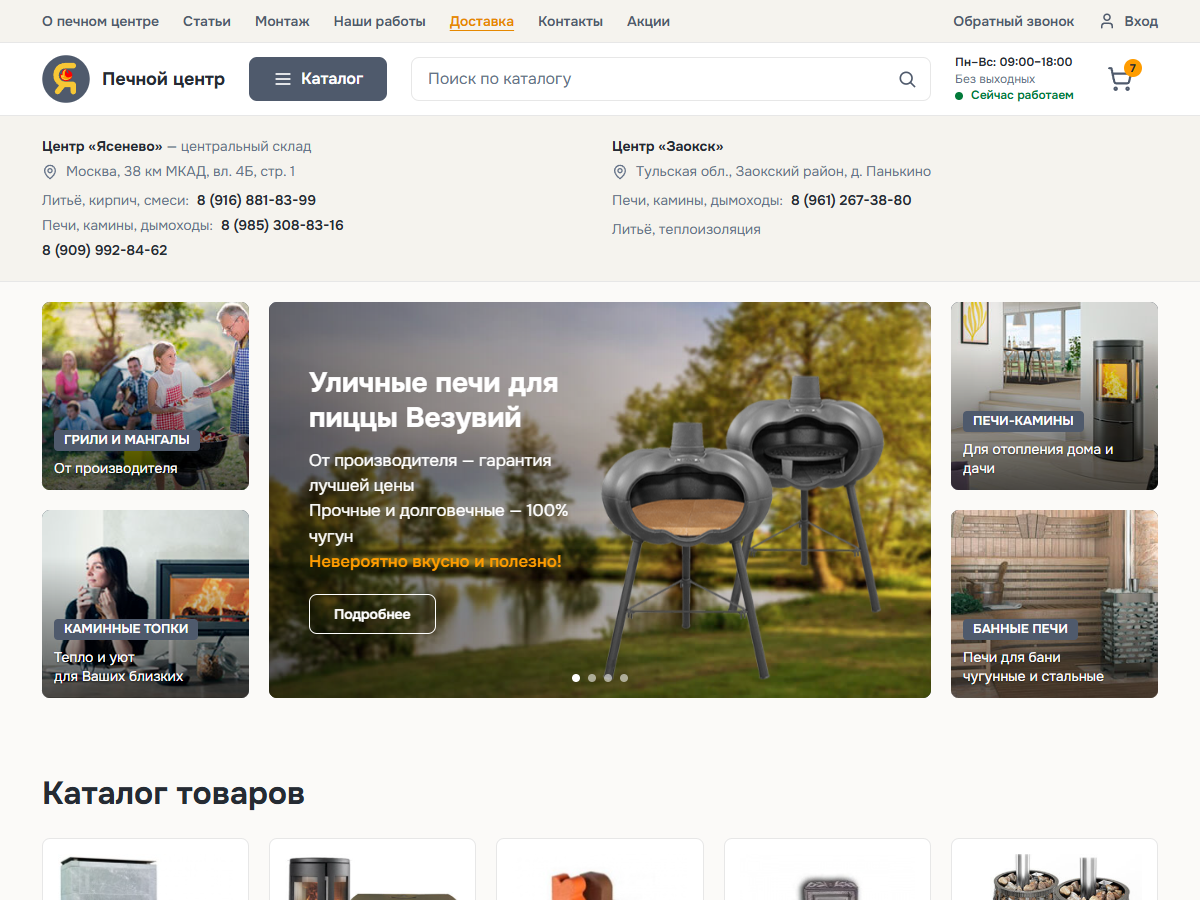 О печном центре Статьи Монтаж Наши работы Доставка Контакты Акции Обратный звонок Вход
Печной центр
Каталог
Поиск по каталогу
Пн–Вс: 09:00–18:00
Без выходных
Сейчас работаем
7
Центр «Ясенево» — центральный склад
Москва, 38 км МКАД, вл. 4Б, стр. 1
Литьё, кирпич, смеси: 8 (916) 881-83-99
Печи, камины, дымоходы: 8 (985) 308-83-16
8 (909) 992-84-62
Центр «Заокск»
Тульская обл., Заокский район, д. Панькино
Печи, камины, дымоходы: 8 (961) 267-38-80
Литьё, теплоизоляция
ГРИЛИ И МАНГАЛЫ
От производителя
КАМИННЫЕ ТОПКИ
Тепло и уют
для Ваших близких
Уличные печи для
пиццы Везувий
От производителя — гарантия
лучшей цены
Прочные и долговечные — 100%
чугун
Невероятно вкусно и полезно!
Подробнее
ПЕЧИ-КАМИНЫ
Для отопления дома и
дачи
БАННЫЕ ПЕЧИ
Печи для бани
чугунные и стальные
Каталог товаров